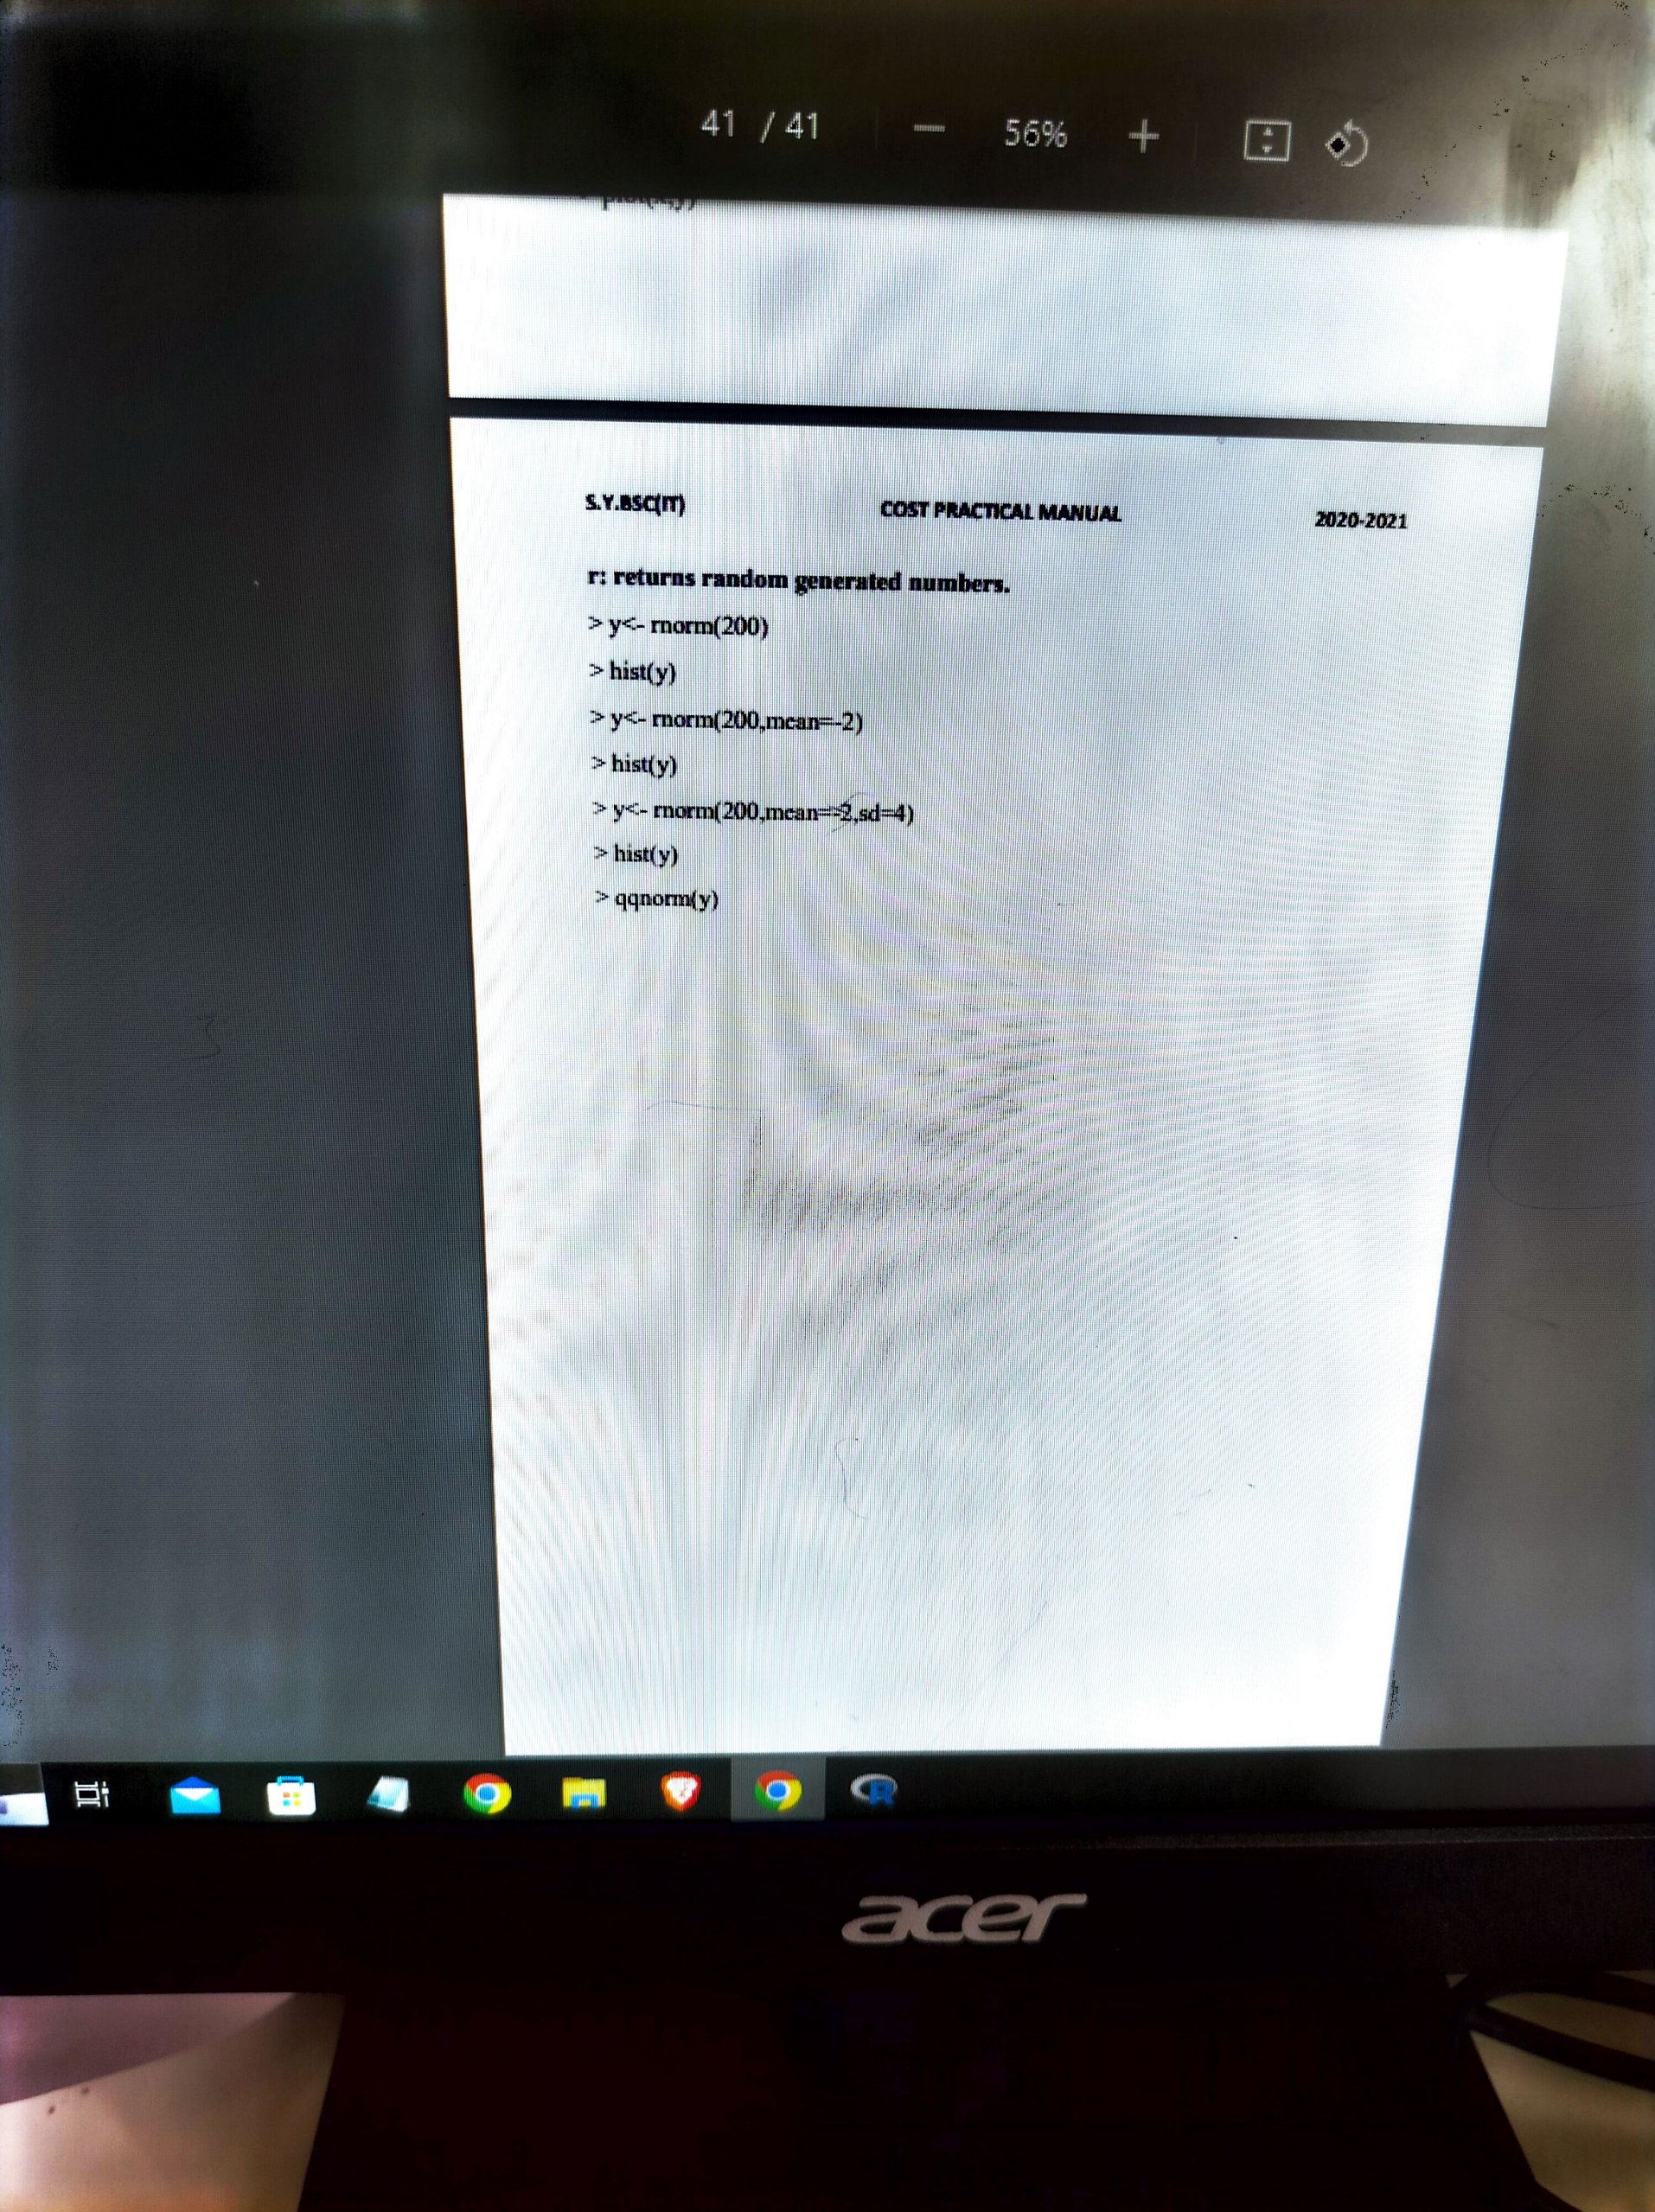 41 / 41 56%
plot(x,y)
S.Y.BSC(IT) COST PRACTICAL MANUAL 2020-2021
r: returns random generated numbers.
> y<- rnorm(200)
> hist(y)
> y<- rnorm(200,mean=-2)
> hist(y)
> y<- rnorm(200,mean=-2,sd=4)
> hist(y)
> qqnorm(y)
acer